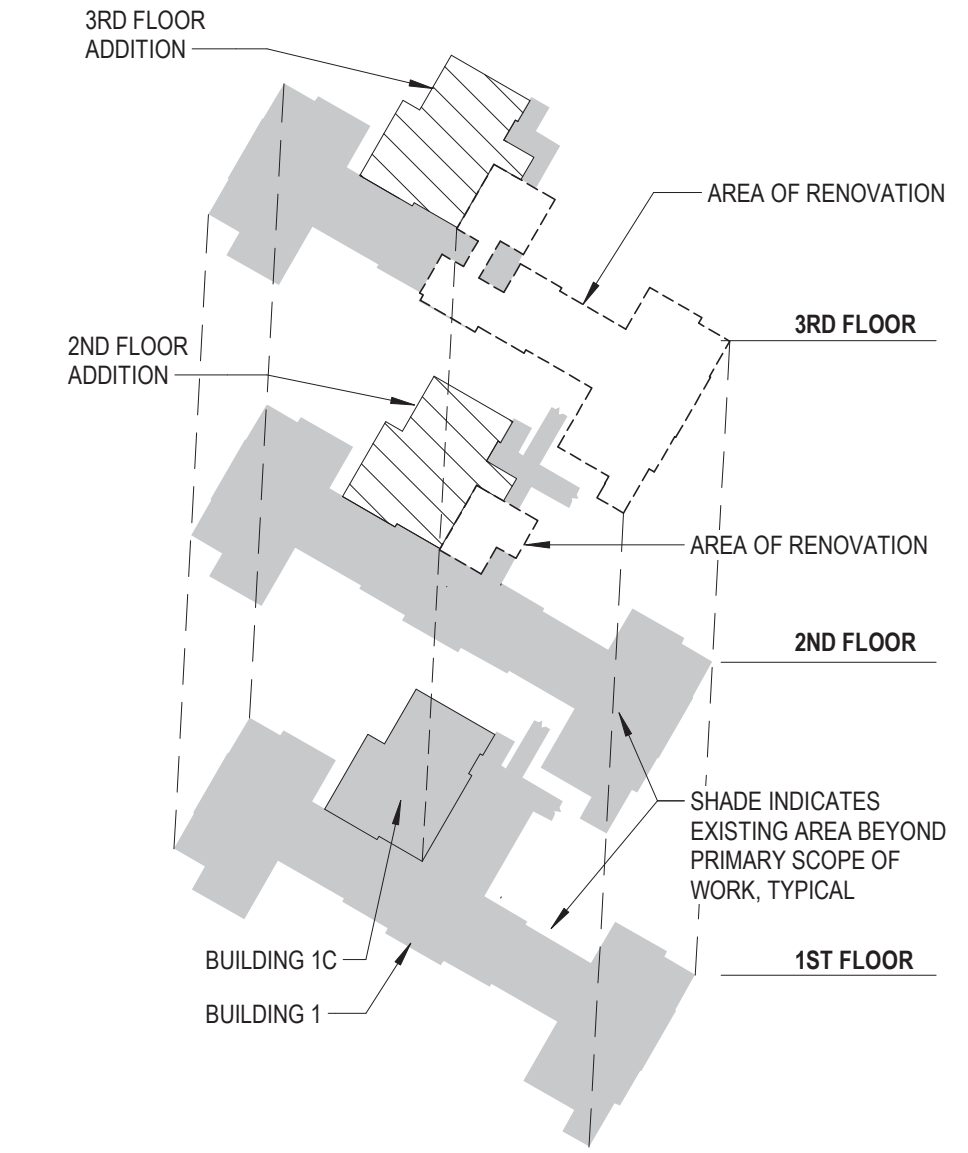 3RD FLOOR
ADDITION
AREA OF RENOVATION
3RD FLOOR
2ND FLOOR
ADDITION
AREA OF RENOVATION
2ND FLOOR
SHADE INDICATES
EXISTING AREA BEYOND
PRIMARY SCOPE OF
WORK, TYPICAL
BUILDING 1C
1ST FLOOR
BUILDING 1